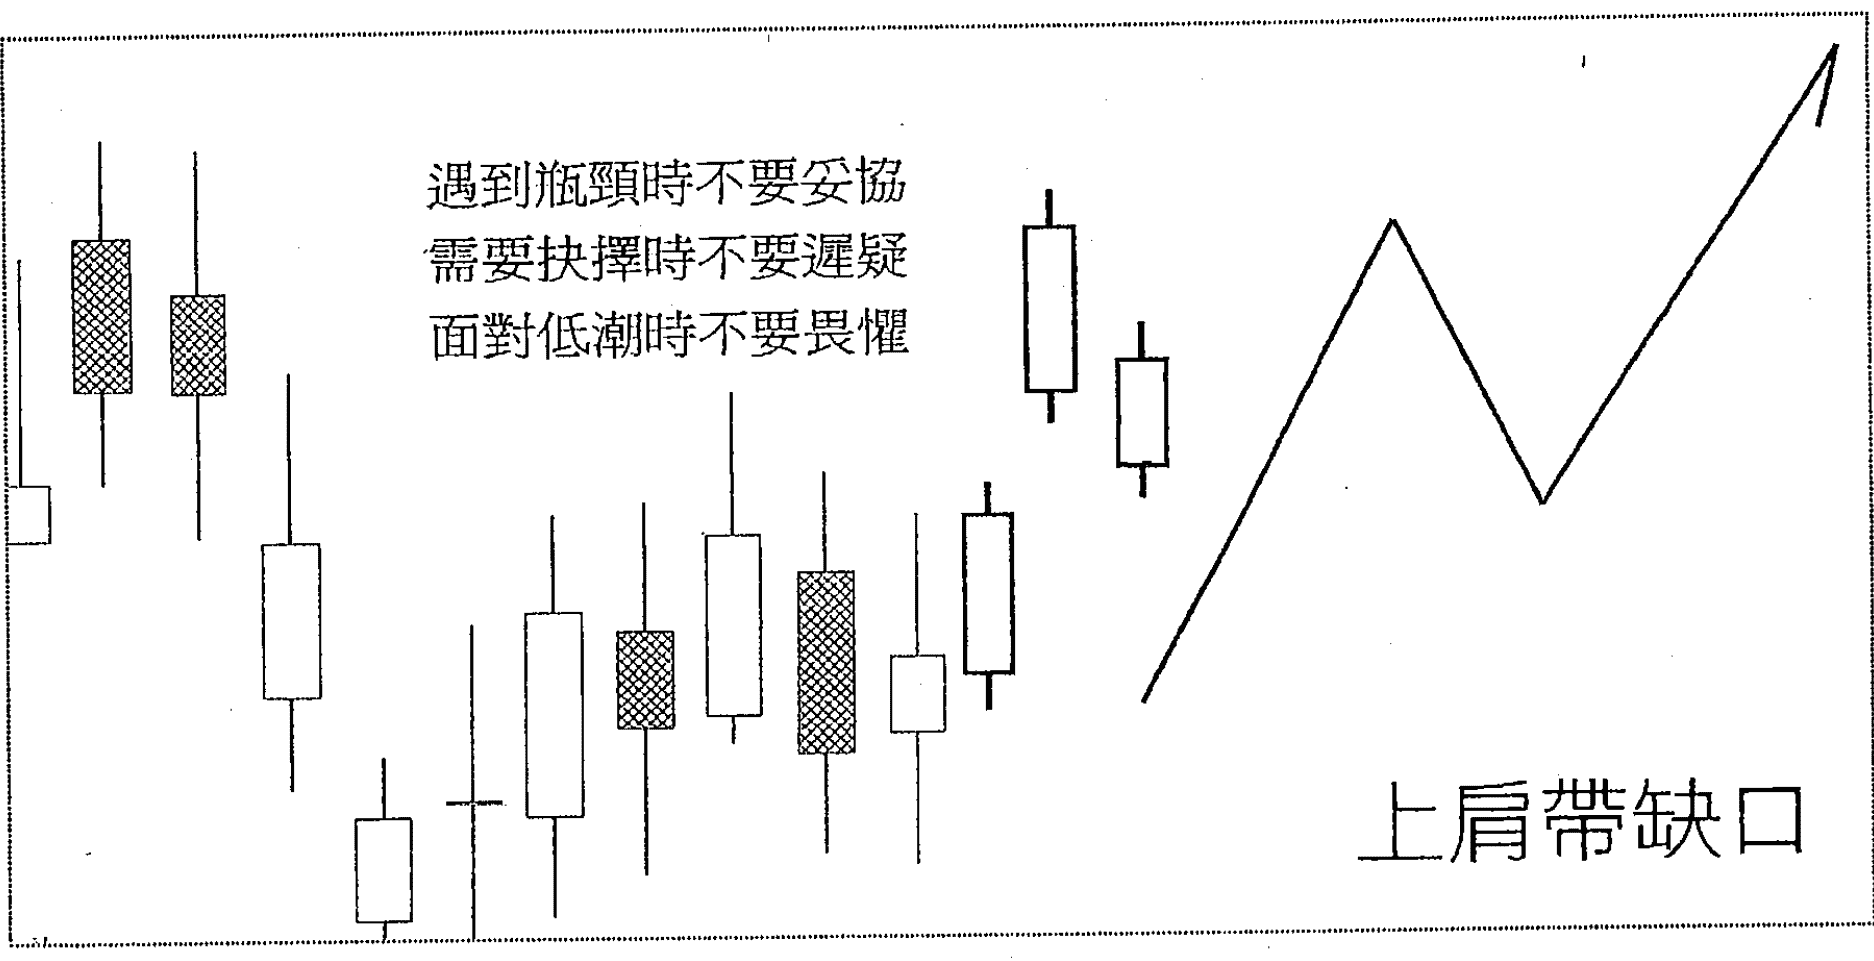 遇到瓶頸時不要妥協
需要抉擇時不要遲疑
面對低潮時不要畏懼
上肩帶缺口